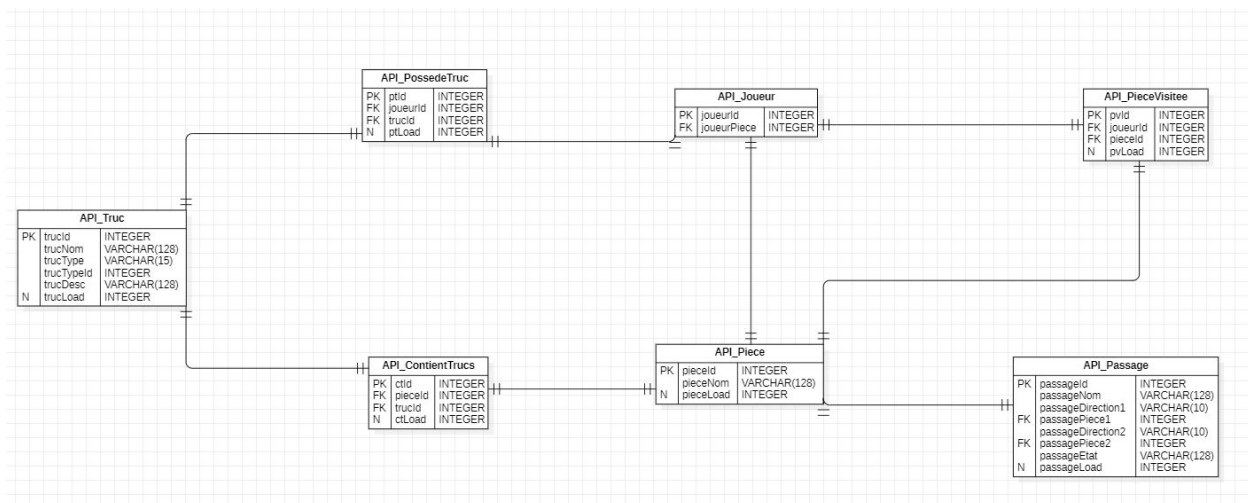 API_PossedeTruc
PK ptId INTEGER
FK joueurId INTEGER
FK trucId INTEGER
N ptLoad INTEGER
API_Joueur
PK joueurId INTEGER
FK joueurPiece INTEGER
API_PieceVisitee
PK pvId INTEGER
FK joueurId INTEGER
FK pieceId INTEGER
N pvLoad INTEGER
API_Truc
PK trucId INTEGER
trucNom VARCHAR(128)
trucType VARCHAR(15)
trucTypeId INTEGER
trucDesc VARCHAR(128)
N trucLoad INTEGER
API_ContientTrucs
PK ctId INTEGER
FK pieceId INTEGER
FK trucId INTEGER
N ctLoad INTEGER
API_Piece
PK pieceId INTEGER
pieceNom VARCHAR(128)
N pieceLoad INTEGER
API_Passage
PK passageId INTEGER
passageNom VARCHAR(128)
passageDirection1 VARCHAR(10)
FK passagePiece1 INTEGER
passageDirection2 VARCHAR(10)
FK passagePiece2 INTEGER
passageEtat VARCHAR(128)
N passageLoad INTEGER